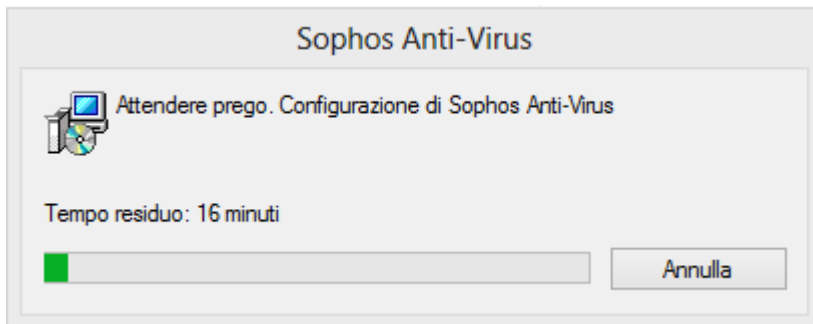 Sophos Anti-Virus
Attendere prego. Configurazione di Sophos Anti-Virus
Tempo residuo: 16 minuti
Annulla